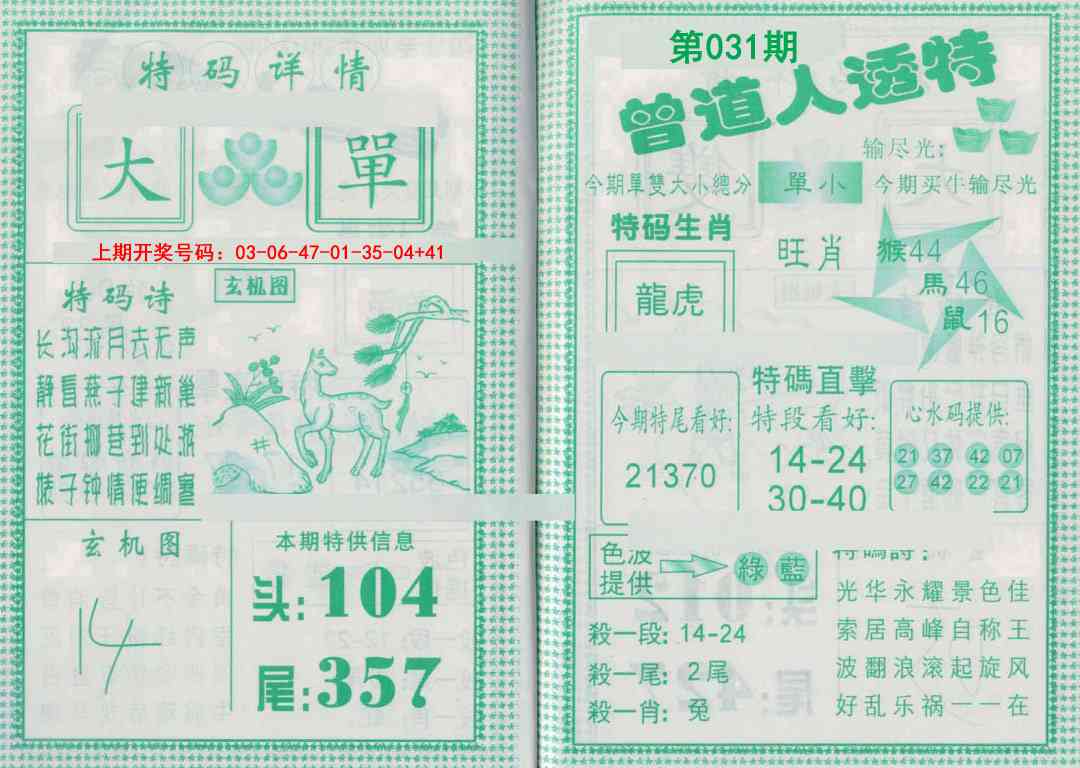 特码详情
大 單
上期开奖号码：03-06-47-01-35-04+41
特码诗
长沟流月去无声
静冒燕子建新巢
花街柳巷到处游
婊子钟情便绸
玄机图
玄机图
14
本期特供信息
头:104
尾:357
第031期
曾道人透特
输尽光:
今期單雙大小總分
單小
今期买牛输尽光
特码生肖
龍虎
旺肖
猴44
馬46
鼠16
今期特尾看好:
21370
特碼直擊
特段看好:
14-24
30-40
心水码提供:
21 37 42 07
27 42 22 21
色波
提供
綠 藍
殺一段: 14-24
殺一尾: 2尾
殺一肖: 兔
特碼詩:
光华永耀景色佳
索居高峰自称王
波翻浪滚起旋风
好乱乐祸一一在